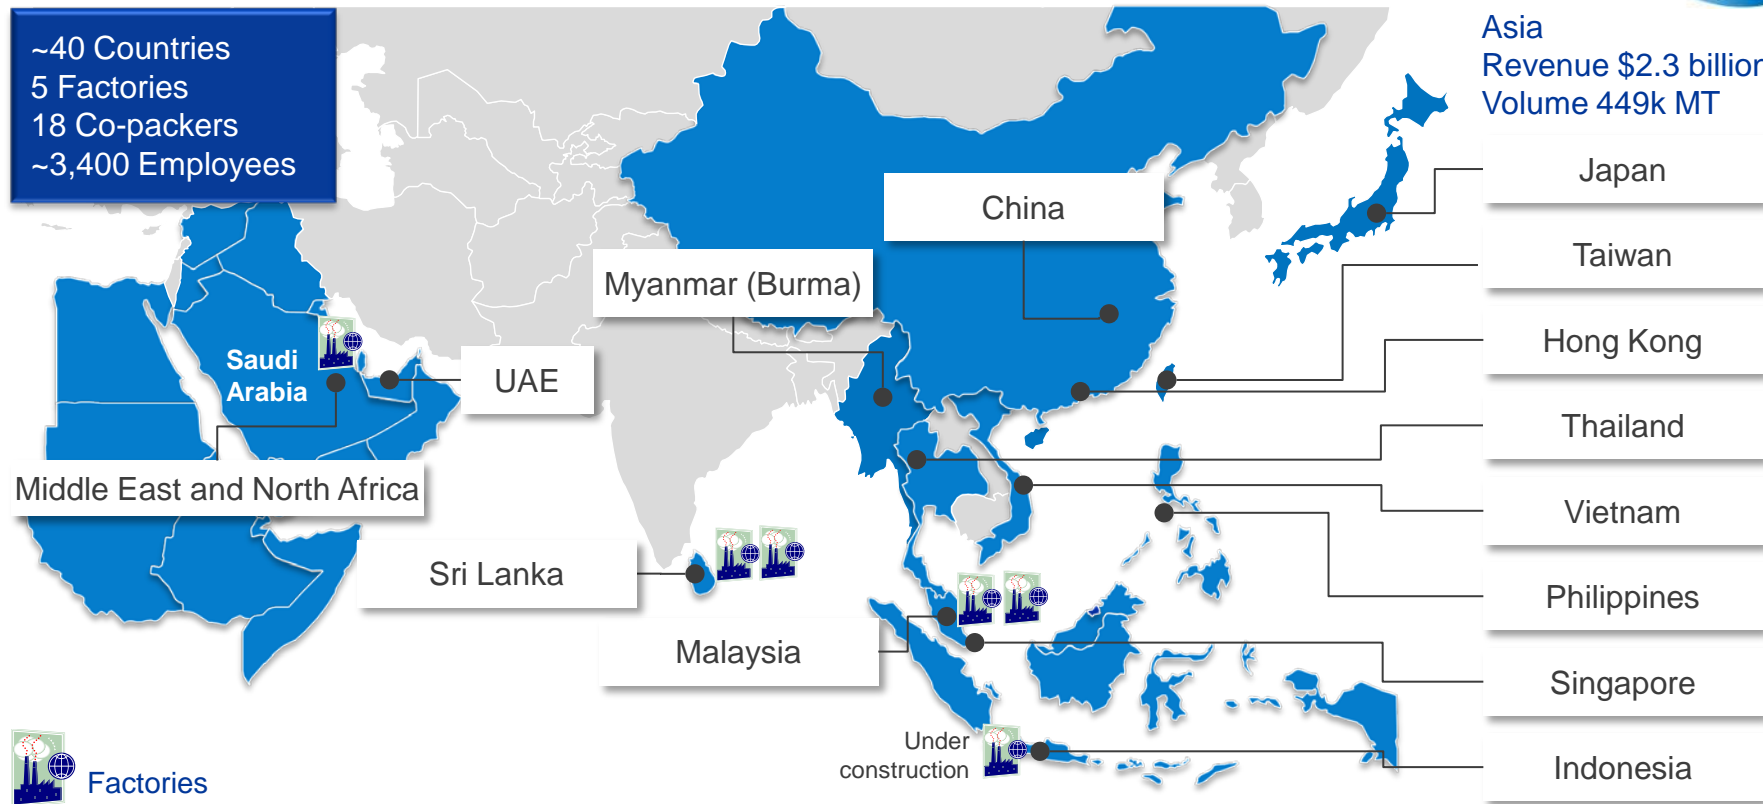 ~40 Countries
5 Factories
18 Co-packers
~3,400 Employees
Asia
Revenue $2.3 billion
Volume 449k MT
Japan
China
Taiwan
Myanmar (Burma)
Hong Kong
Saudi
Arabia
UAE
Thailand
Middle East and North Africa
Vietnam
Sri Lanka
Philippines
Malaysia
Singapore
Under
construction
Indonesia
Factories